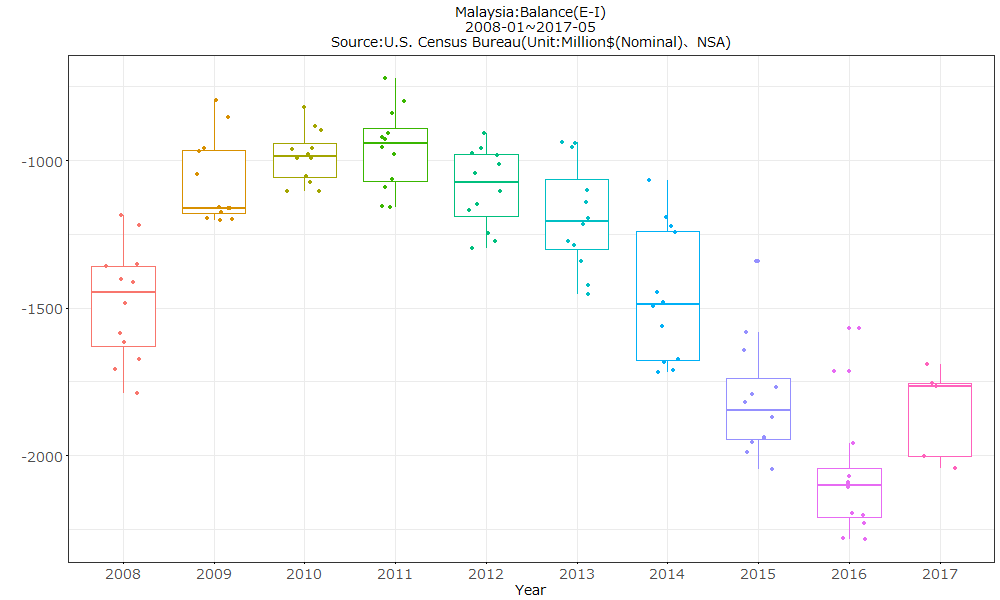 Malaysia:Balance(E-I)
2008-01~2017-05
Source:U.S. Census Bureau(Unit:Million$(Nominal)、NSA)
-1000
-1500
-2000
2008 2009 2010 2011 2012 2013 2014 2015 2016 2017
Year